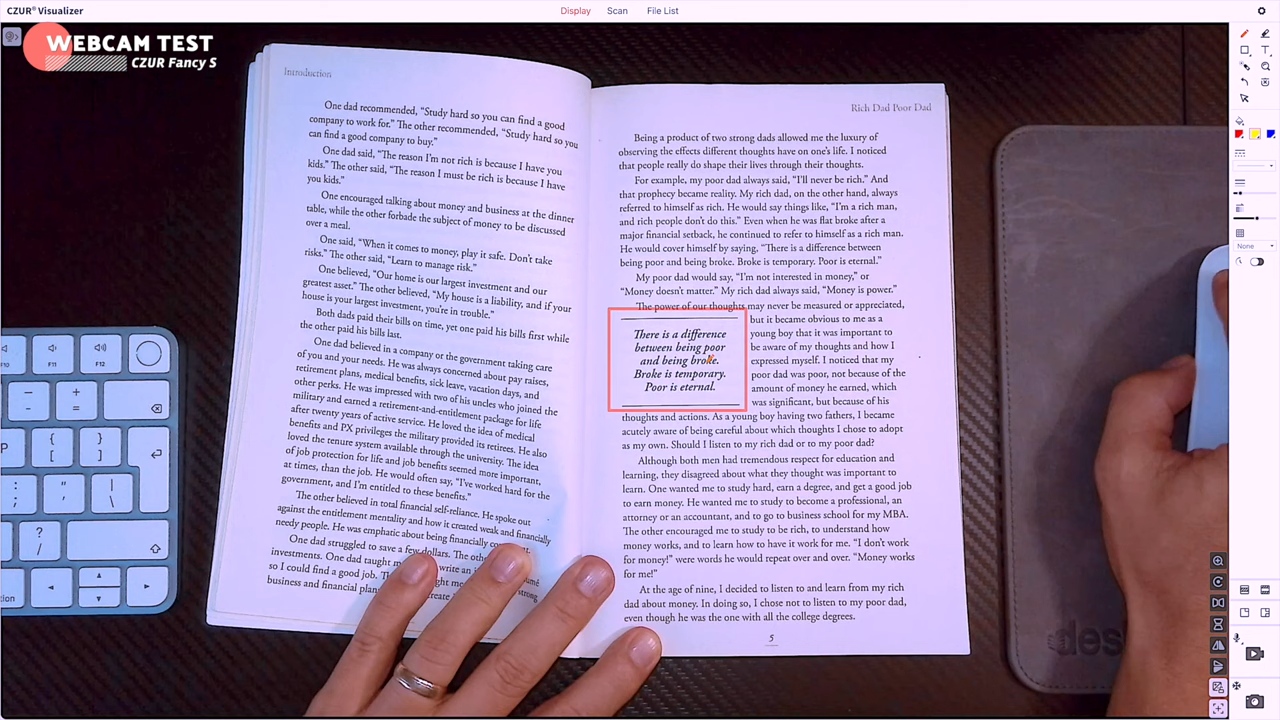 CZUR® Visualizer
Display
Scan
File List
WEBCAM TEST
CZUR Fancy S
Introduction
One dad recommended, “Study hard so you can find a good
company to work for.” The other recommended, “Study hard so you
can find a good company to buy.”
One dad said, “The reason I'm not rich is because I have you
kids.” The other said, “The reason I must be rich is because I have
you kids.”
One encouraged talking about money and business at the dinner
table, while the other forbade the subject of money to be discussed
over a meal.
One said, “When it comes to money, play it safe. Don't take
risks.” The other said, “Learn to manage risk.”
One believed, “Our home is our largest investment and our
greatest asset.” The other believed, “My house is a liability, and if your
house is your largest investment, you're in trouble.”
Both dads paid their bills on time, yet one paid his bills first while
the other paid his bills last.
One dad believed in a company or the government taking care
of you and your needs. He was always concerned about pay raises,
retirement plans, medical benefits, sick leave, vacation days, and
other perks. He was impressed with two of his uncles who joined the
military and earned a retirement-and-entitlement package for life
after twenty years of active service. He loved the idea of medical
benefits and PX privileges the military provided its retirees. He also
loved the tenure system available through the university. The idea
of job protection for life and job benefits seemed more important,
at times, than the job. He would often say, “I've worked hard for the
government, and I'm entitled to these benefits.”
The other believed in total financial self-reliance. He spoke out
against the entitlement mentality and how it created weak and financially
needy people. He was emphatic about being financially
One dad struggled to save a few dollars. The other
investments. One dad taught me write an
so I could find a good job. The taught me strong
business and financial create
Rich Dad Poor Dad
Being a product of two strong dads allowed me the luxury of
observing the effects different thoughts have on one's life. I noticed
that people really do shape their lives through their thoughts.
For example, my poor dad always said, “I'll never be rich.” And
that prophecy became reality. My rich dad, on the other hand, always
referred to himself as rich. He would say things like, “I'm a rich man,
and rich people don't do this.” Even when he was flat broke after a
major financial setback, he continued to refer to himself as a rich man.
He would cover himself by saying, “There is a difference between
being poor and being broke. Broke is temporary. Poor is eternal.”
My poor dad would say, “I'm not interested in money,” or
“Money doesn't matter.” My rich dad always said, “Money is power.”
The power of our thoughts may never be measured or appreciated,
There is a difference
between being poor
and being broke.
Broke is temporary.
Poor is eternal.
but it became obvious to me as a
young boy that it was important to
be aware of my thoughts and how I
expressed myself. I noticed that my
poor dad was poor, not because of the
amount of money he earned, which
was significant, but because of his
thoughts and actions. As a young boy having two fathers, I became
acutely aware of being careful about which thoughts I chose to adopt
as my own. Should I listen to my rich dad or to my poor dad?
Although both men had tremendous respect for education and
learning, they disagreed about what they thought was important to
learn. One wanted me to study hard, earn a degree, and get a good job
to earn money. He wanted me to study to become a professional, an
attorney or an accountant, and to go to business school for my MBA.
The other encouraged me to study to be rich, to understand how
money works, and to learn how to have it work for me. “I don't work
for money!” were words he would repeat over and over. “Money works
for me!”
At the age of nine, I decided to listen to and learn from my rich
dad about money. In doing so, I chose not to listen to my poor dad,
even though he was the one with all the college degrees.
5
F10
F11
F12
None